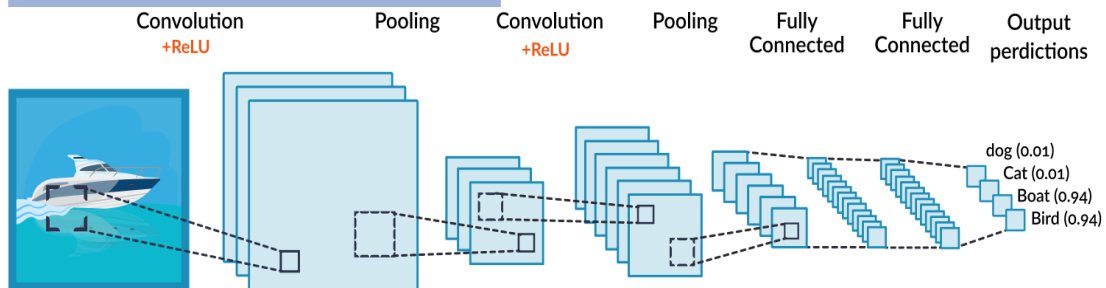 Convolution
+ReLU
Pooling
Convolution
+ReLU
Pooling
Fully
Connected
Fully
Connected
Output
perdictions
dog (0.01)
Cat (0.01)
Boat (0.94)
Bird (0.94)